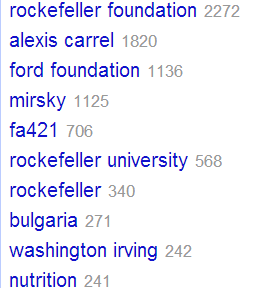 rockefeller foundation 2272
alexis carrel 1820
ford foundation 1136
mirsky 1125
fa421 706
rockefeller university 568
rockefeller 340
bulgaria 271
washington irving 242
nutrition 241